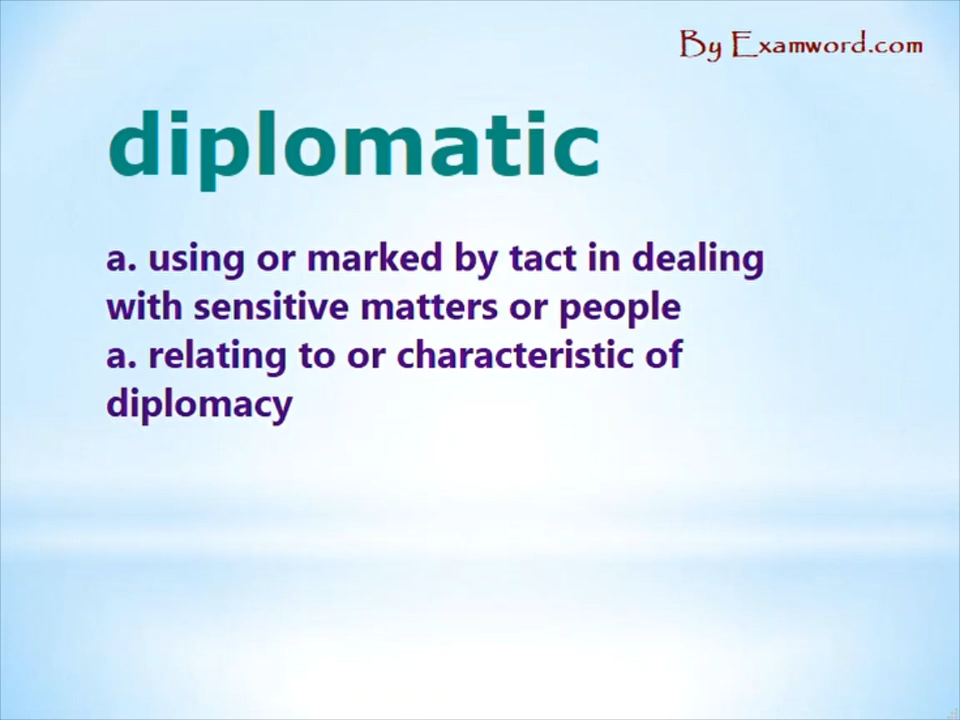 By Examword.com
diplomatic
a. using or marked by tact in dealing
with sensitive matters or people
a. relating to or characteristic of
diplomacy